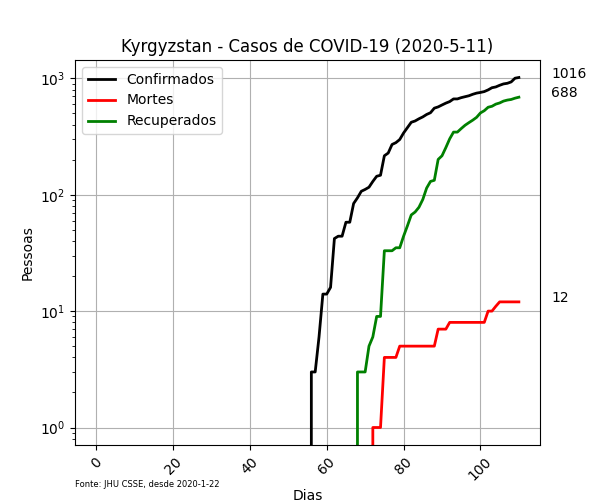 Kyrgyzstan - Casos de COVID-19 (2020-5-11)
Confirmados
Mortes
Recuperados
1016
688
12
Pessoas
10³
10²
10¹
10⁰
0 20 40 60 80 100
Dias
Fonte: JHU CSSE, desde 2020-1-22